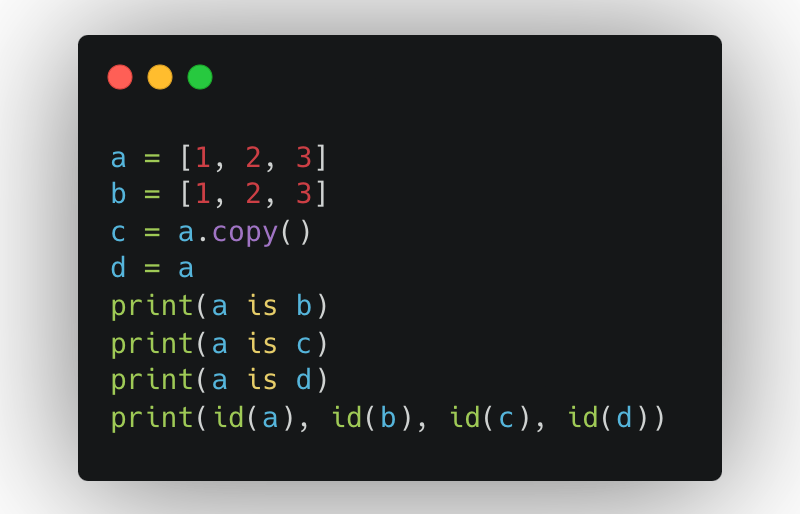 a = [1, 2, 3]
b = [1, 2, 3]
c = a.copy()
d = a
print(a is b)
print(a is c)
print(a is d)
print(id(a), id(b), id(c), id(d))